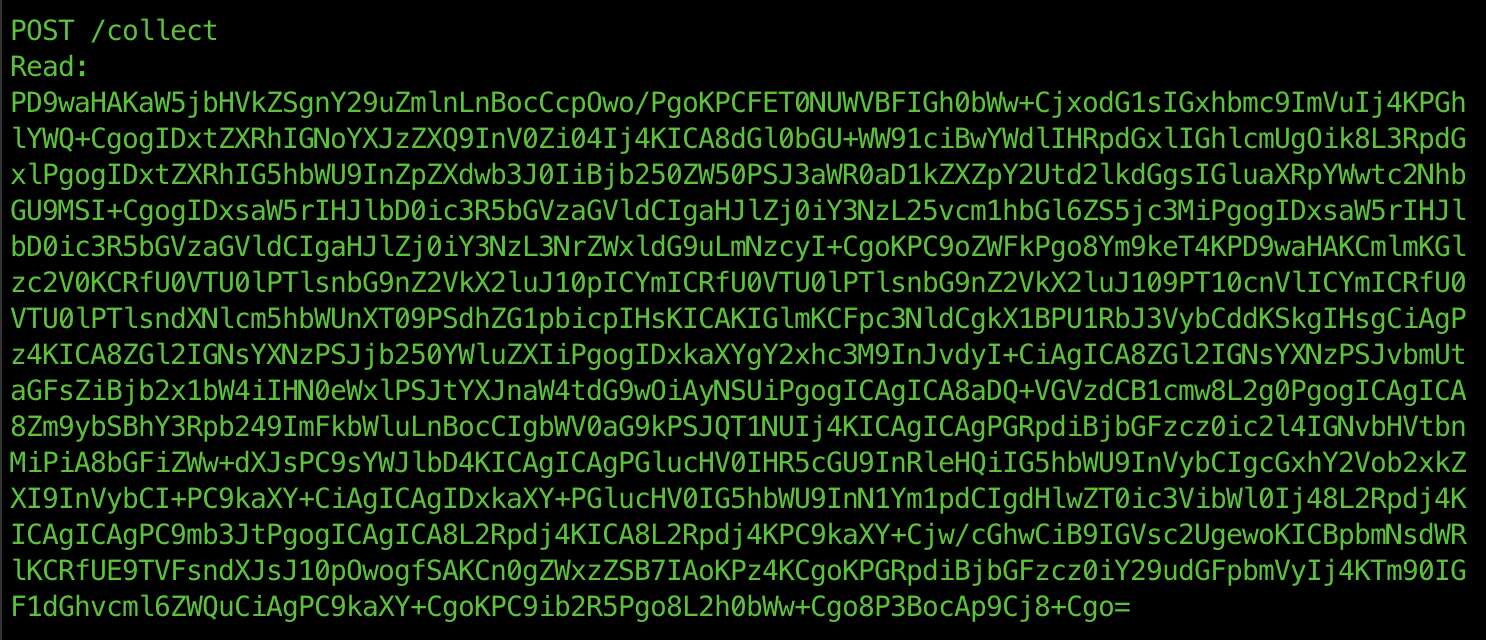 POST /collect
Read:
PD9waHAKaW5jbHVkZSgnY29uZmlnLnBocCcpOwo/PgoKPCFET0NUWVBFIGh0bWw+CjxodG1sIGxhbmc9ImVuIj4KPGh
lYWQ+CgogIDxtZXRhIGNoYXJzZXQ9InV0Zi04Ij4KICA8dGl0bGU+WW91ciBwYWdlIHRpdGxlIGhlcmUgOik8L3RpdG
xlPgogIDxtZXRhIG5hbWU9InZpZXdwb3J0IiBjb250ZW50PSJ3aWR0aD1kZXZpY2Utd2lkdGgsIGluaXRpYWwtc2Nhb
GU9MSI+CgogIDxsaW5rIHJlbD0ic3R5bGVzaGVldCIgaHJlZj0iY3NzL25vcm1hbGl6ZS5jc3MiPgogIDxsaW5rIHJl
bD0ic3R5bGVzaGVldCIgaHJlZj0iY3NzL3NrZWxldG9uLmNzcyI+CgoKPC9oZWFkPgo8Ym9keT4KPD9waHAKCmlmKGl
zc2V0KCRfU0VTU0lPTlsnbG9nZ2VkX2luJ10pICYmICRfU0VTU0lPTlsnbG9nZ2VkX2luJ109PT10cnVlICYmICRfU0
VTU0lPTlsndXNlcm5hbWUnXT09PSdhZG1pbicpIHsKICAKIGlmKCFpc3NldCgkX1BPU1RbJ3VybCddKSkgIHsgCiAgP
z4KICA8ZGl2IGNsYXNzPSJjb250YWluZXIiPgogIDxkaXYgY2xhc3M9InJvdyI+CiAgICA8ZGl2IGNsYXNzPSJvbmUt
aGFsZiBjb2x1bW4iIHN0eWxlPSJtYXJnaW4tdG9wOiAyNSUiPgogICAgICA8aDQ+VGVzdCB1cmw8L2g0PgogICAgICA
8Zm9ybSBhY3Rpb249ImFkbWluLnBocCIgbWV0aG9kPSJQT1NUIj4KICAgICAgPGRpdiBjbGFzcz0ic2l4IGNvbHVtbn
MiPiA8bGFiZWw+dXJsPC9sYWJlbD4KICAgICAgPGlucHV0IHR5cGU9InRleHQiIG5hbWU9InVybCIgcGxhY2Vob2xkZ
XI9InVybCI+PC9kaXY+CiAgICAgIDxkaXY+PGlucHV0IG5hbWU9InN1Ym1pdCIgdHlwZT0ic3VibWl0Ij48L2Rpdj4K
ICAgICAgPC9mb3JtPgogICAgICA8L2Rpdj4KICA8L2Rpdj4KPC9kaXY+Cjw/cGhwCiB9IGVsc2UgewoKICBpbmNsdWR
lKCRfUE9TVFsndXJsJ10pOwogfSAKCn0gZWxzZSB7IAoKPz4KCgoKPGRpdiBjbGFzcz0iY29udGFpbmVyIj4KTm90IG
F1dGhvcml6ZWQuCiAgPC9kaXY+CgoKPC9ib2R5Pgo8L2h0bWw+Cgo8P3BocAp9Cj8+Cgo=